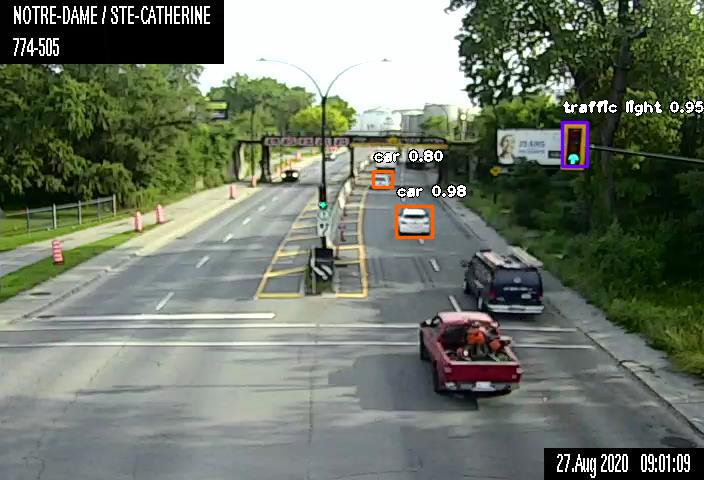 NOTRE-DAME / STE-CATHERINE
774-505
traffic light 0.95
car 0.80
car 0.98
27.Aug 2020 09:01:09